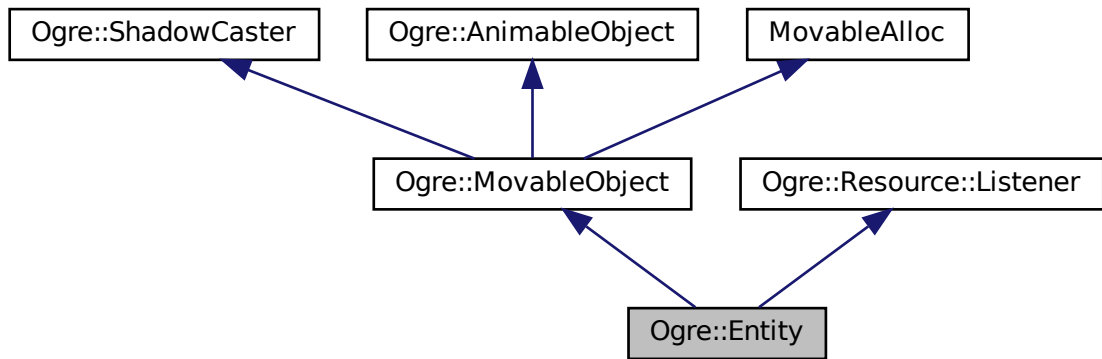 Ogre::ShadowCaster
Ogre::AnimableObject
MovableAlloc
Ogre::MovableObject
Ogre::Resource::Listener
Ogre::Entity